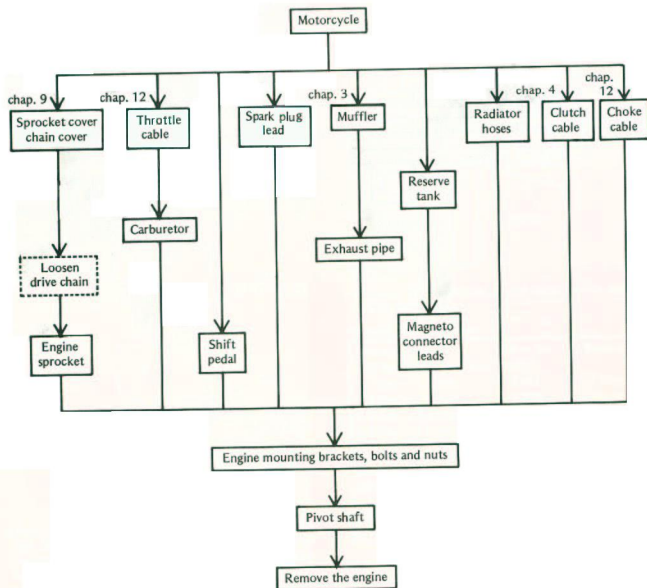 Motorcycle
chap. 9
chap. 12
chap. 3
chap. 4
chap.
12
Sprocket cover
chain cover
Throttle
cable
Spark plug
lead
Muffler
Radiator
hoses
Clutch
cable
Choke
cable
Reserve
tank
Carburetor
Exhaust pipe
Loosen
drive chain
Engine
sprocket
Shift
pedal
Magneto
connector
leads
Engine mounting brackets, bolts and nuts
Pivot shaft
Remove the engine